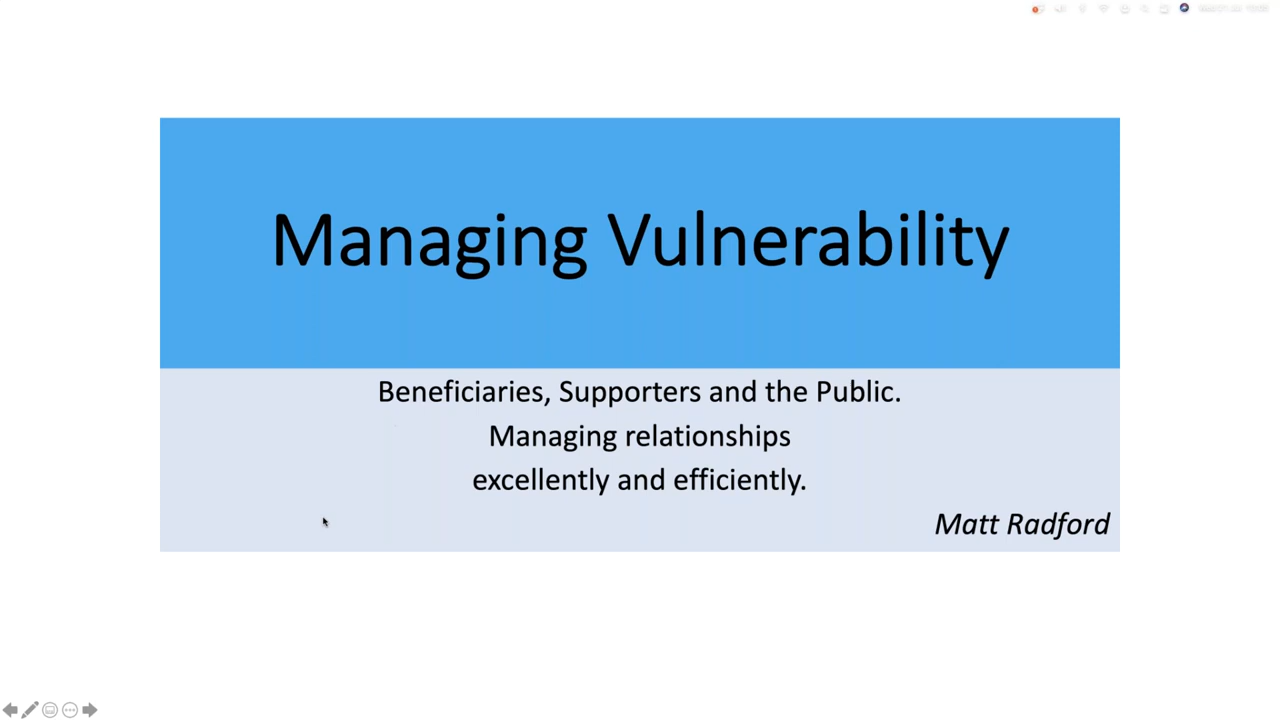 Managing Vulnerability
Beneficiaries, Supporters and the Public.
Managing relationships
excellently and efficiently.
Matt Radford